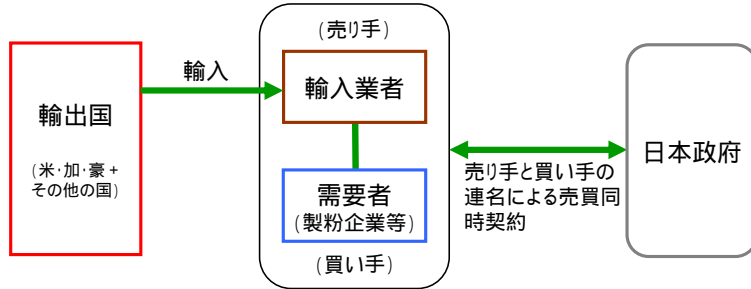 輸出国
(米･加･豪+
その他の国)
輸入
(売り手)
輸入業者
需要者
(製粉企業等)
(買い手)
売り手と買い手の
連名による売買同
時契約
日本政府